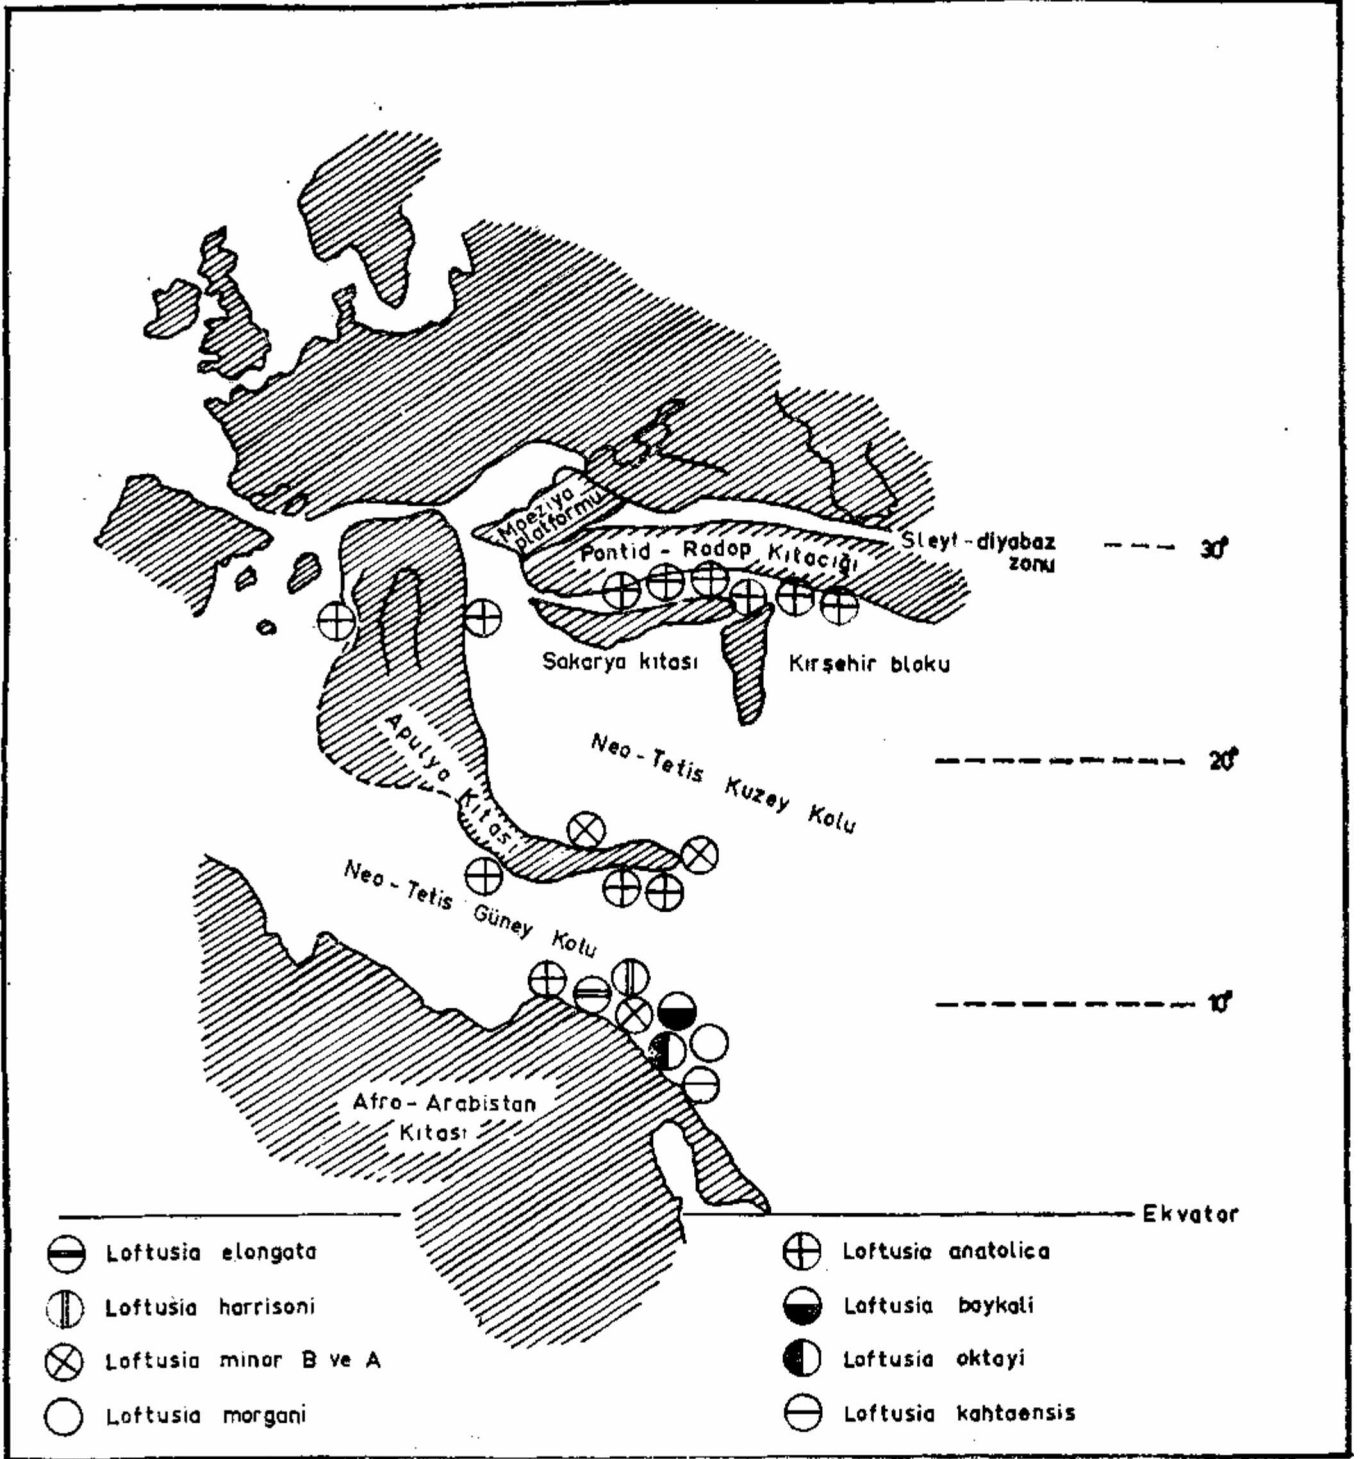 Moeziya
platformu
Pontid - Rodop Kıtacığı
Sleyt-diyabaz
zonu
30°
Sakarya kıtası
Kırşehir bloku
Apulya Kıtası
Neo - Tetis Kuzey Kolu
20°
Neo - Tetis Güney Kolu
10°
Afro - Arabistan
Kıtası
Ekvator
Loftusia elongata
Loftusia harrisoni
Loftusia minor B ve A
Loftusia morgani
Loftusia anatolica
Loftusia baykali
Loftusia oktayi
Loftusia kahtaensis